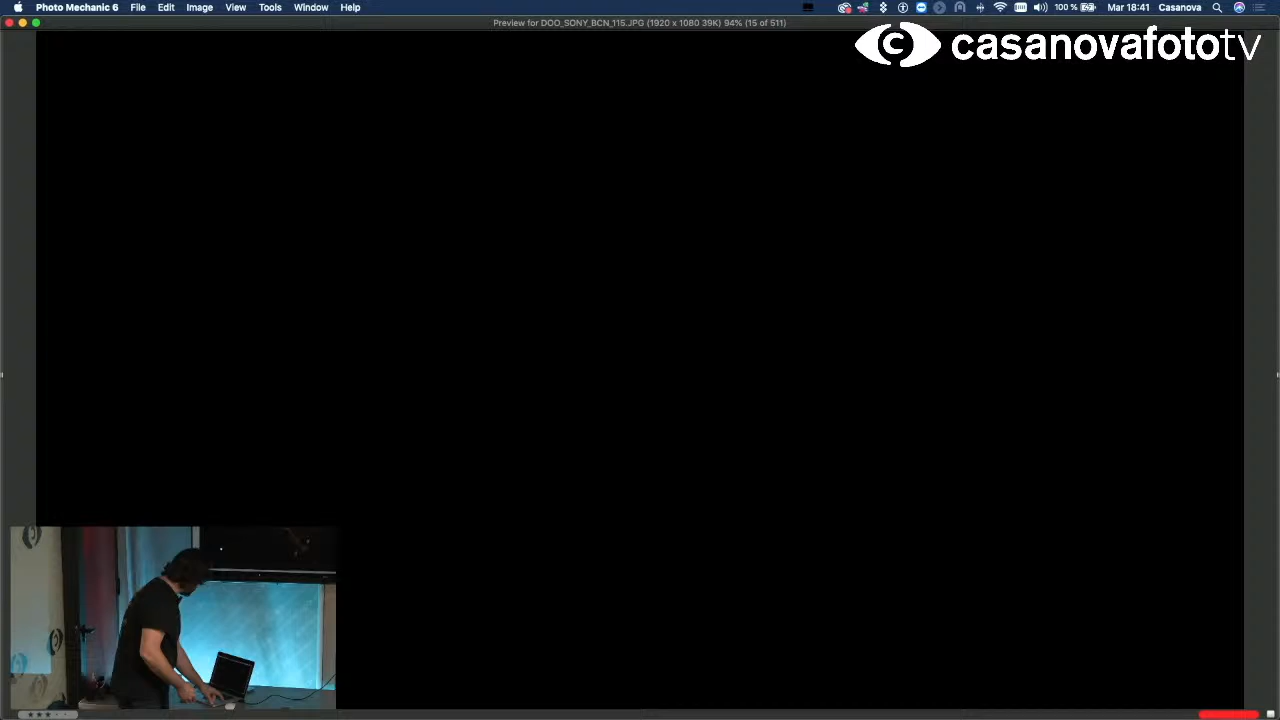 Photo Mechanic 6 File Edit Image View Tools Window Help 100 % Mar 18:41 Casanova
Preview for DOO_SONY_BCN_115.JPG (1920 x 1080 39K) 94% (15 of 511)
casanovafototv